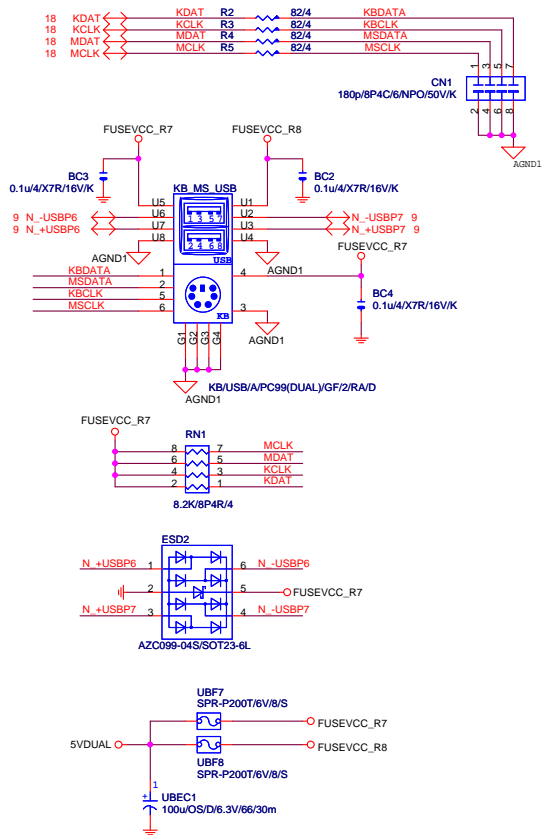 18 KDAT KDAT R2 82/4 KBDATA
18 KCLK KCLK R3 82/4 KBCLK
18 MDAT MDAT R4 82/4 MSDATA
18 MCLK MCLK R5 82/4 MSCLK
1 3 5 7
CN1
180p/8P4C/6/NPO/50V/K
2 4 6 8
AGND1
FUSEVCC_R7 FUSEVCC_R8
BC3
0.1u/4/X7R/16V/K
BC2
0.1u/4/X7R/16V/K
KB_MS_USB
U5 U1
9 N_-USBP6 U6 U2 N_-USBP7 9
9 N_+USBP6 U7 U3 N_+USBP7 9
U8 U4
1 3 5 7
2 4 6 8
USB
AGND1 AGND1
FUSEVCC_R7
KBDATA 1 4
MSDATA 2
KBCLK 5
MSCLK 6 3
KB
BC4
0.1u/4/X7R/16V/K
AGND1
G1 G2 G3 G4
AGND1
KB/USB/A/PC99(DUAL)/GF/2/RA/D
FUSEVCC_R7
RN1
8 7 MCLK
6 5 MDAT
4 3 KCLK
2 1 KDAT
8.2K/8P4R/4
ESD2
N_+USBP6 1 6 N_-USBP6
2 5 FUSEVCC_R7
N_+USBP7 3 4 N_-USBP7
AZC099-04S/SOT23-6L
UBF7
SPR-P200T/6V/8/S
FUSEVCC_R7
5VDUAL FUSEVCC_R8
UBF8
SPR-P200T/6V/8/S
1
+
UBEC1
100u/OS/D/6.3V/66/30m